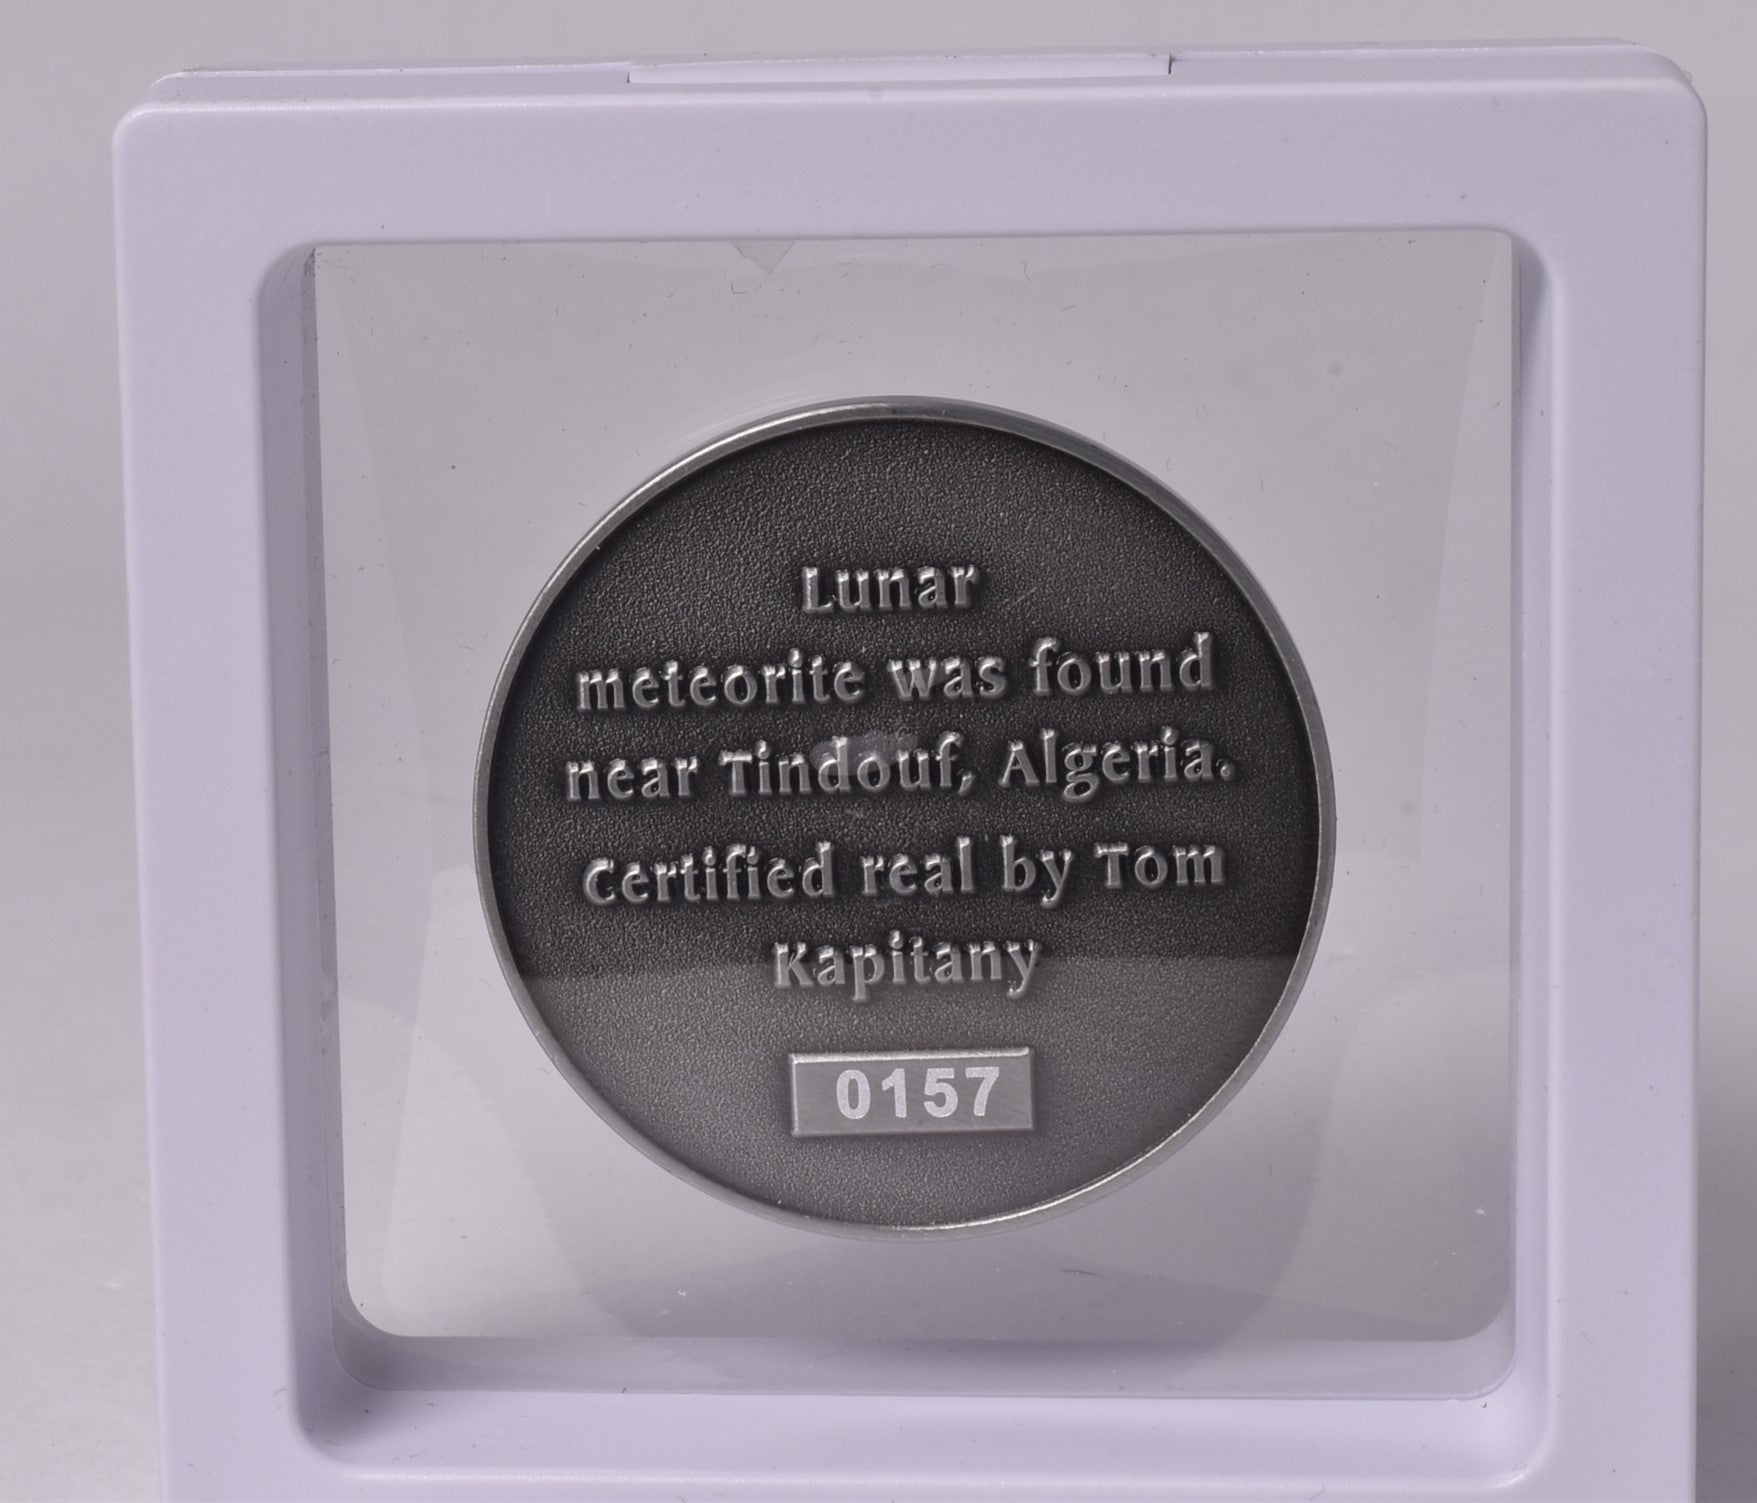 Lunar
meteorite was found
near Tindouf, Algeria.
Certified real by Tom
Kapitany
0157